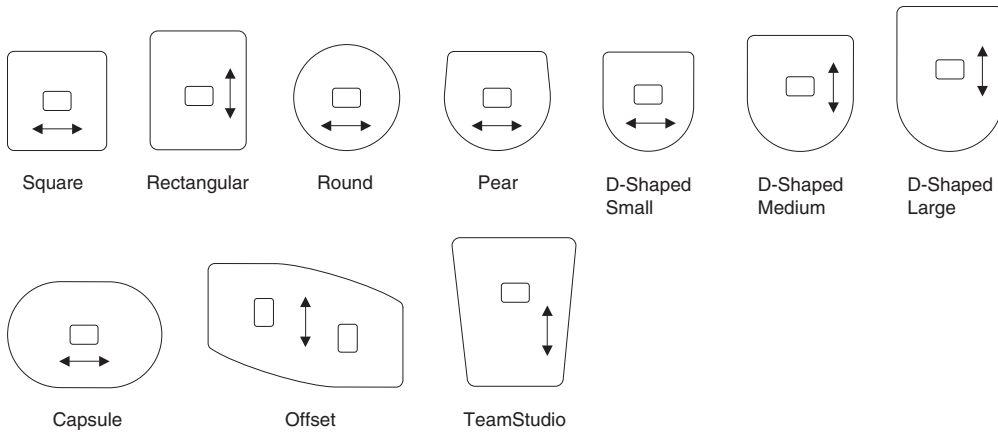 Square
Rectangular
Round
Pear
D-Shaped
Small
D-Shaped
Medium
D-Shaped
Large
Capsule
Offset
TeamStudio